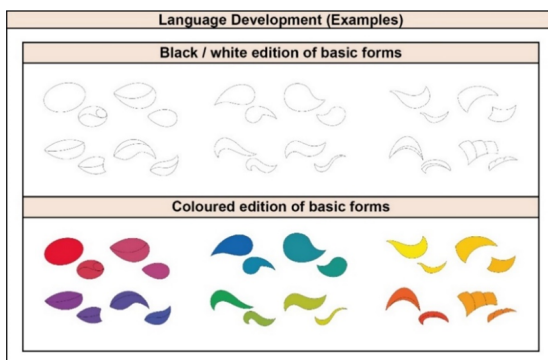 Language Development (Examples)
Black / white edition of basic forms
Coloured edition of basic forms